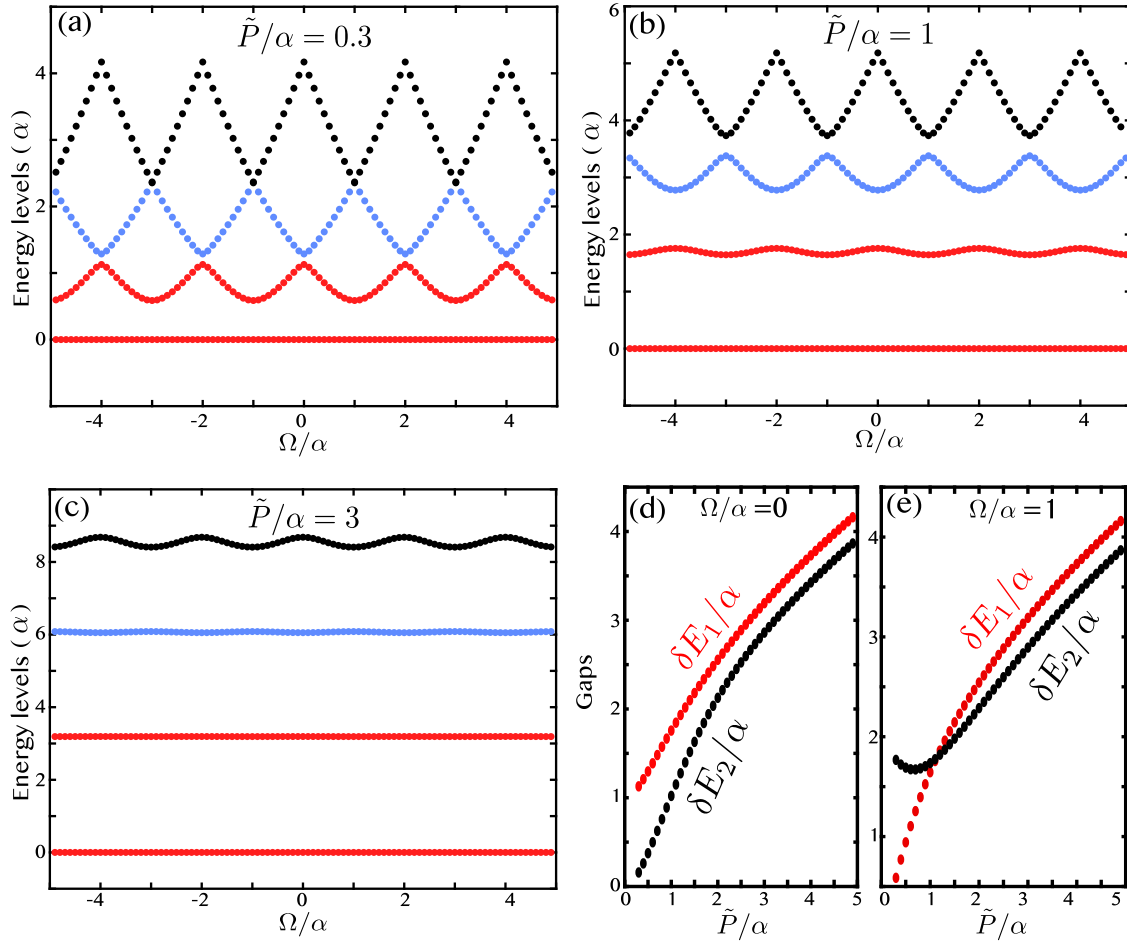 (a)
P̃/α = 0.3
Energy levels (α)
4
2
0
-4 -2 0 2 4
Ω/α
(b)
P̃/α = 1
Energy levels (α)
6
4
2
0
-4 -2 0 2 4
Ω/α
(c)
P̃/α = 3
Energy levels (α)
8
6
4
2
0
-4 -2 0 2 4
Ω/α
(d)
Ω/α =0
Gaps
4
3
2
1
0
δE₁/α
δE₂/α
0 1 2 3 4 5
P̃/α
(e)
Ω/α = 1
4
3
2
1
δE₁/α
δE₂/α
0 1 2 3 4 5
P̃/α